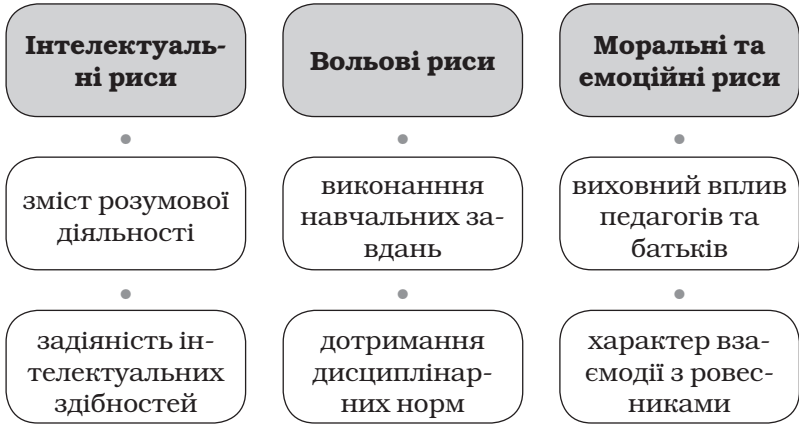 Інтелектуаль-
ні риси
Вольові риси
Моральні та
емоційні риси
зміст розумової
діяльності
виконанння
навчальних за-
вдань
виховний вплив
педагогів та
батьків
задіяність ін-
телектуальних
здібностей
дотримання
дисциплінар-
них норм
характер вза-
ємодії з ровес-
никами